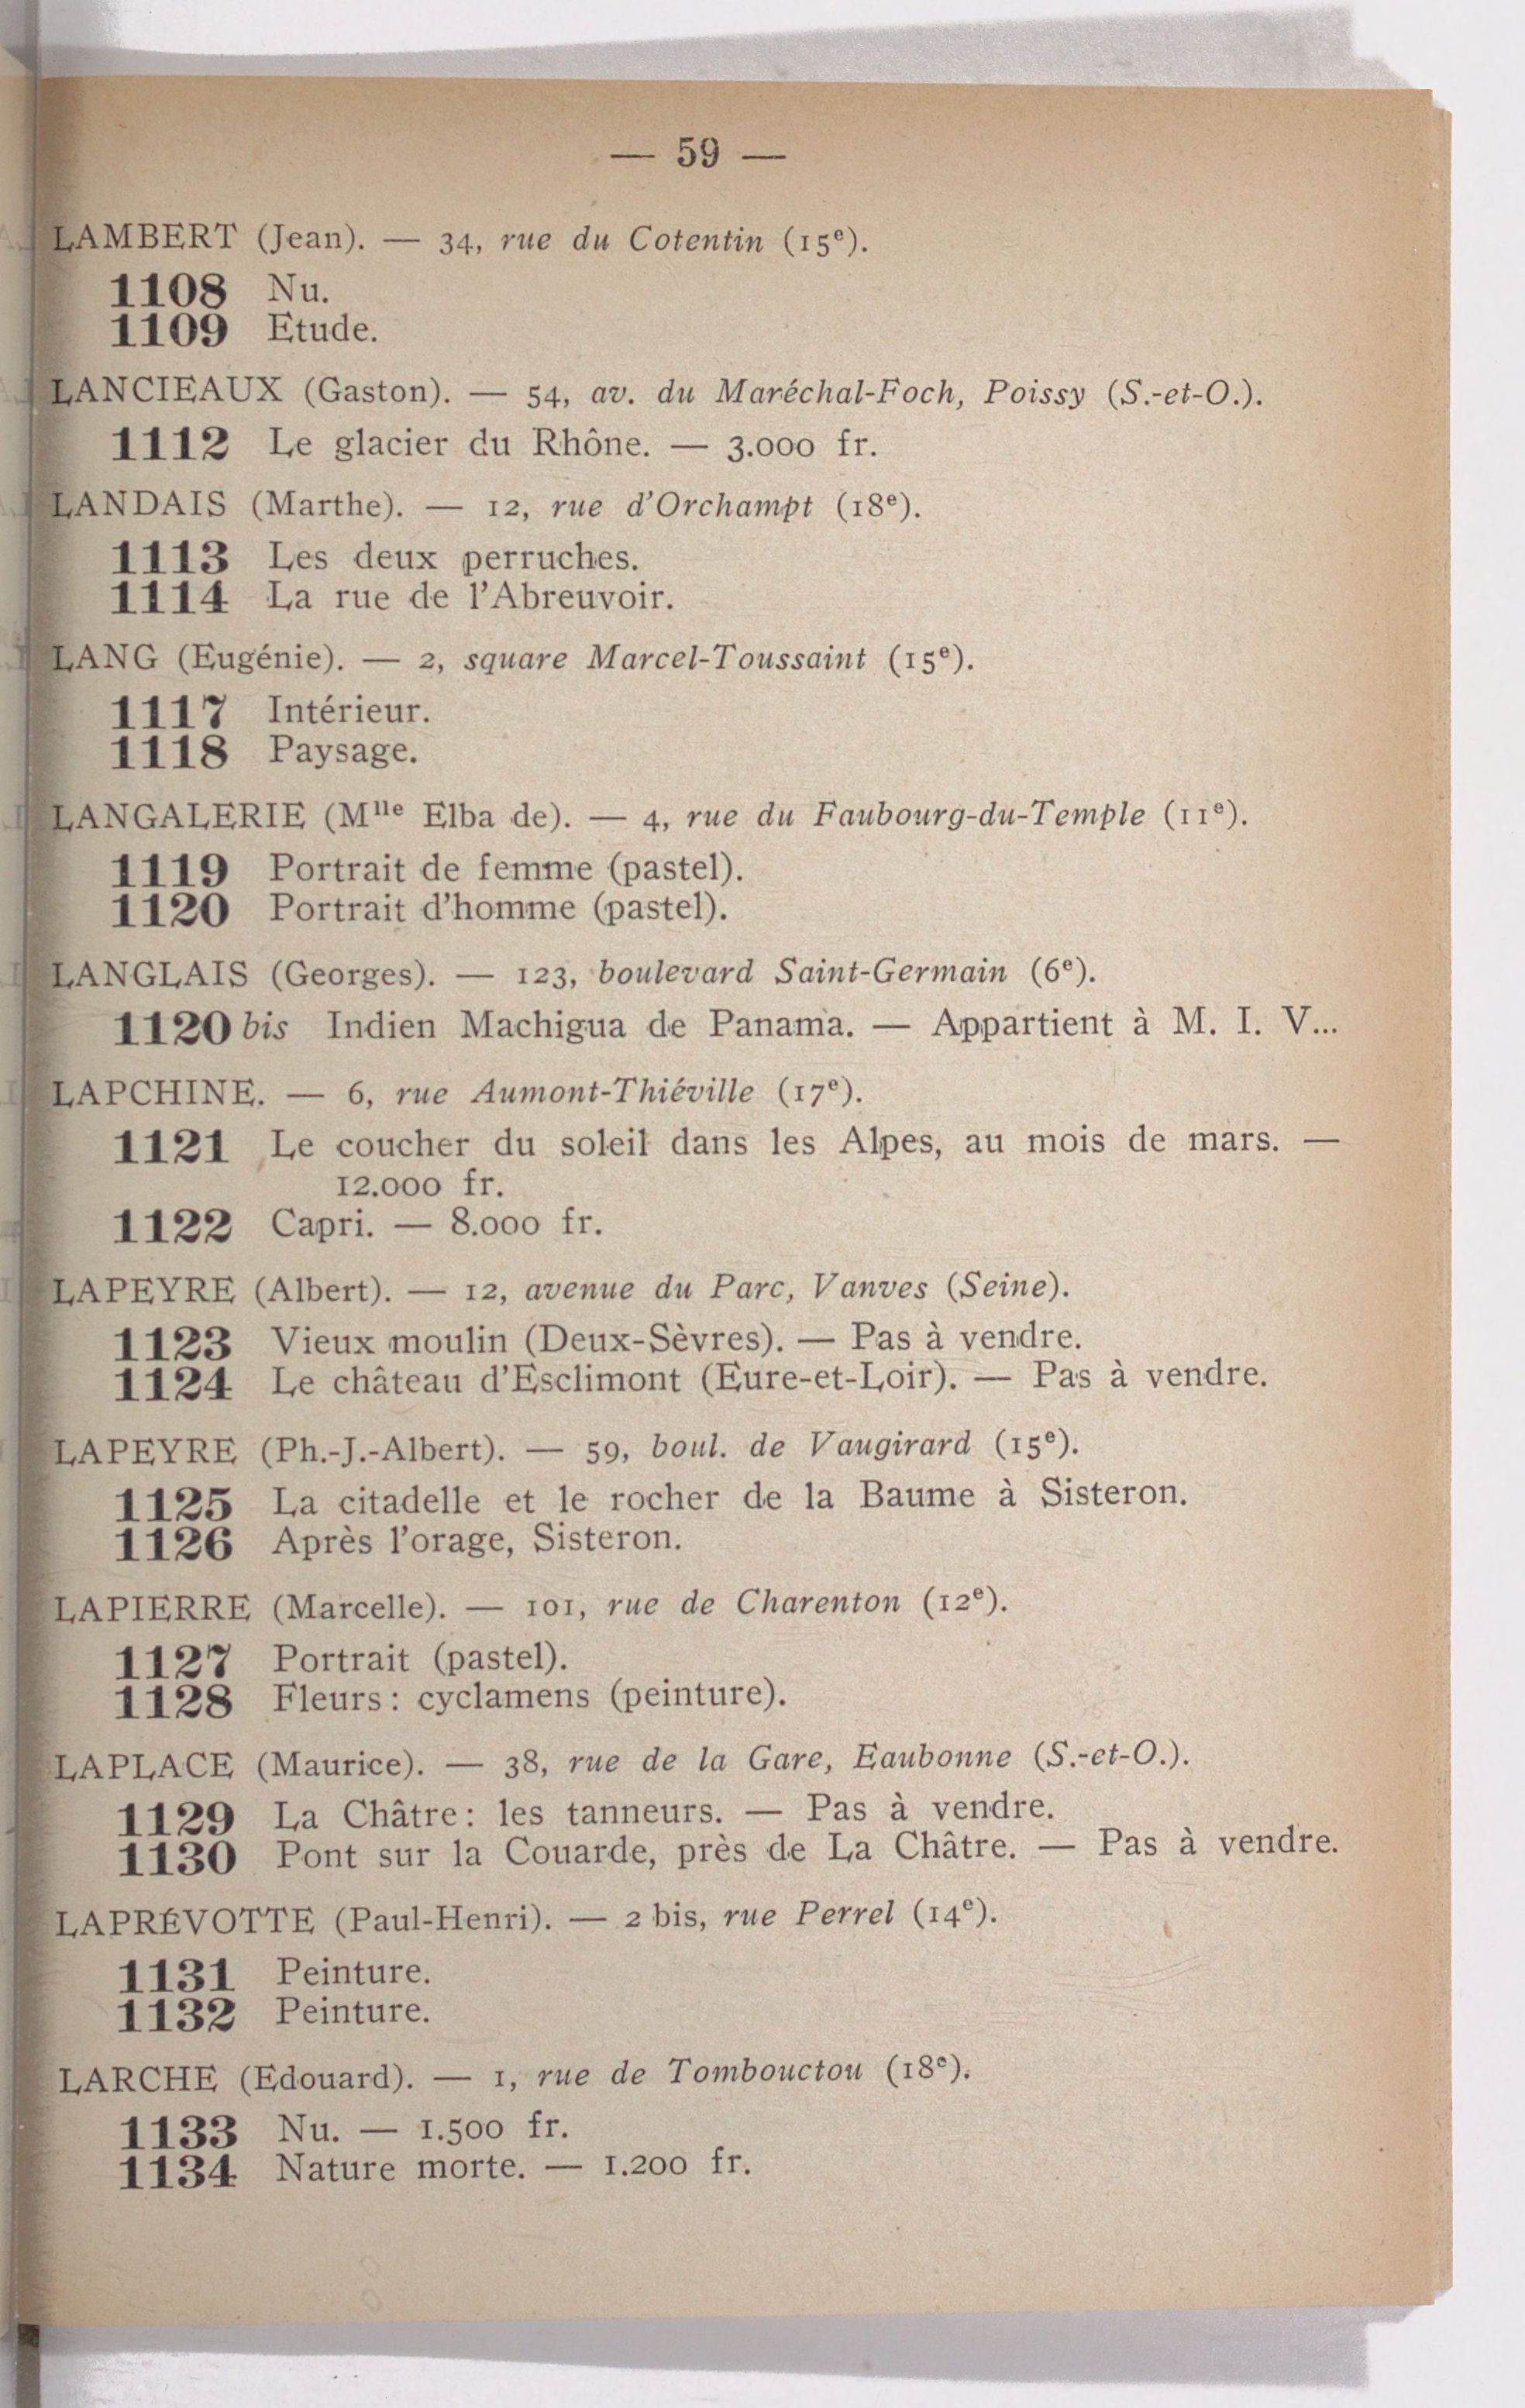 — 59 —
LAMBERT (Jean). — 34, rue du Cotentin (15e).
1108 Nu.
1109 Etude.
LANCIEAUX (Gaston). — 54, av. du Maréchal-Foch, Poissy (S.-et-O.).
1112 Le glacier du Rhône. — 3.000 fr.
LANDAIS (Marthe). — 12, rue d'Orchampt (18e).
1113 Les deux perruches.
1114 La rue de l'Abreuvoir.
LANG (Eugénie). — 2, square Marcel-Toussaint (15e).
1117 Intérieur.
1118 Paysage.
LANGALERIE (Mlle Elba de). — 4, rue du Faubourg-du-Temple (11e).
1119 Portrait de femme (pastel).
1120 Portrait d'homme (pastel).
LANGLAIS (Georges). — 123, boulevard Saint-Germain (6e).
1120 bis Indien Machigua de Panama. — Appartient à M. I. V...
LAPCHINE. — 6, rue Aumont-Thiéville (17e).
1121 Le coucher du soleil dans les Alpes, au mois de mars. —
12.000 fr.
1122 Capri. — 8.000 fr.
LAPEYRE (Albert). — 12, avenue du Parc, Vanves (Seine).
1123 Vieux moulin (Deux-Sèvres). — Pas à vendre.
1124 Le château d'Esclimont (Eure-et-Loir). — Pas à vendre.
LAPEYRE (Ph.-J.-Albert). — 59, boul. de Vaugirard (15e).
1125 La citadelle et le rocher de la Baume à Sisteron.
1126 Après l'orage, Sisteron.
LAPIERRE (Marcelle). — 101, rue de Charenton (12e).
1127 Portrait (pastel).
1128 Fleurs : cyclamens (peinture).
LAPLACE (Maurice). — 38, rue de la Gare, Eaubonne (S.-et-O.).
1129 La Châtre : les tanneurs. — Pas à vendre.
1130 Pont sur la Couarde, près de La Châtre. — Pas à vendre.
LAPRÉVOTTE (Paul-Henri). — 2 bis, rue Perrel (14e).
1131 Peinture.
1132 Peinture.
LARCHE (Edouard). — 1, rue de Tombouctou (18e).
1133 Nu. — 1.500 fr.
1134 Nature morte. — 1.200 fr.